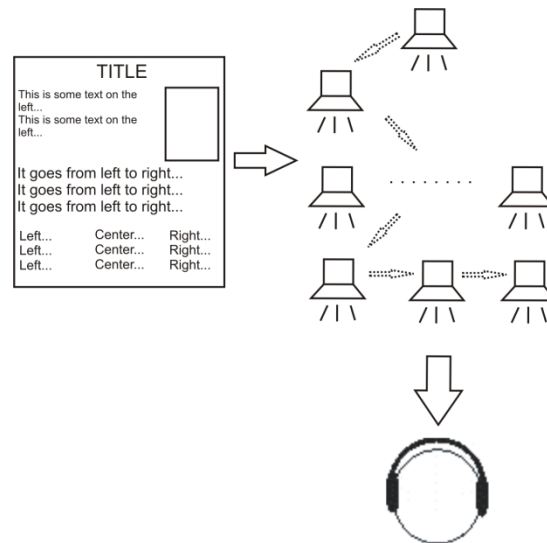 TITLE
This is some text on the
left...
This is some text on the
left...
It goes from left to right...
It goes from left to right...
It goes from left to right...
Left... Center... Right...
Left... Center... Right...
Left... Center... Right...